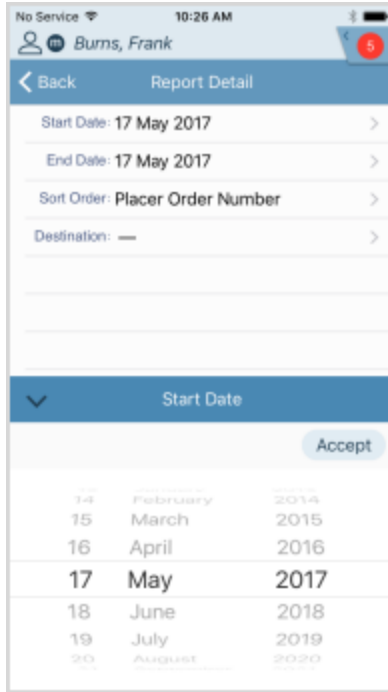 No Service 10:26 AM
m Burns, Frank 5
Back Report Detail
Start Date: 17 May 2017
End Date: 17 May 2017
Sort Order: Placer Order Number
Destination: —
Start Date
Accept
14 February 2014
15 March 2015
16 April 2016
17 May 2017
18 June 2018
19 July 2019
20 August 2020